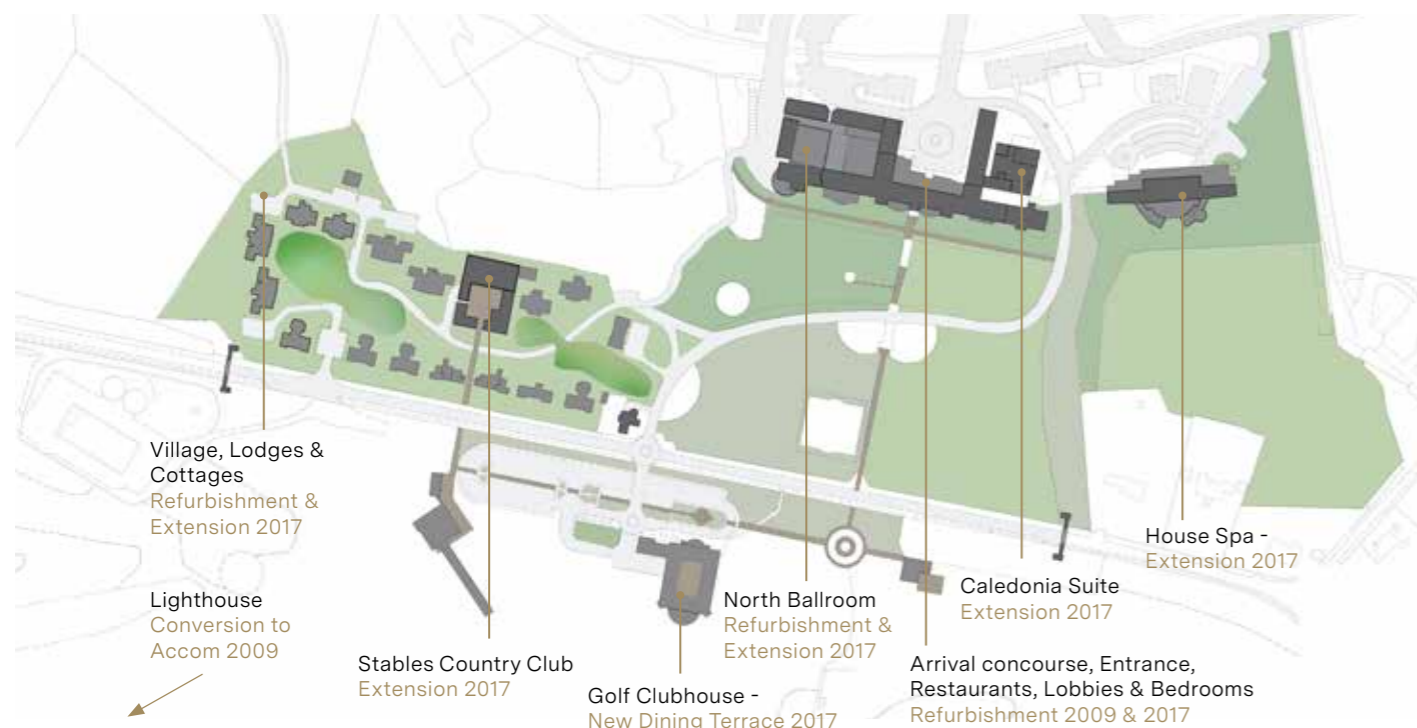 Village, Lodges &
Cottages
Refurbishment &
Extension 2017
Lighthouse
Conversion to
Accom 2009
Stables Country Club
Extension 2017
Golf Clubhouse -
New Dining Terrace 2017
North Ballroom
Refurbishment &
Extension 2017
Arrival concourse, Entrance,
Restaurants, Lobbies & Bedrooms
Refurbishment 2009 & 2017
Caledonia Suite
Extension 2017
House Spa -
Extension 2017